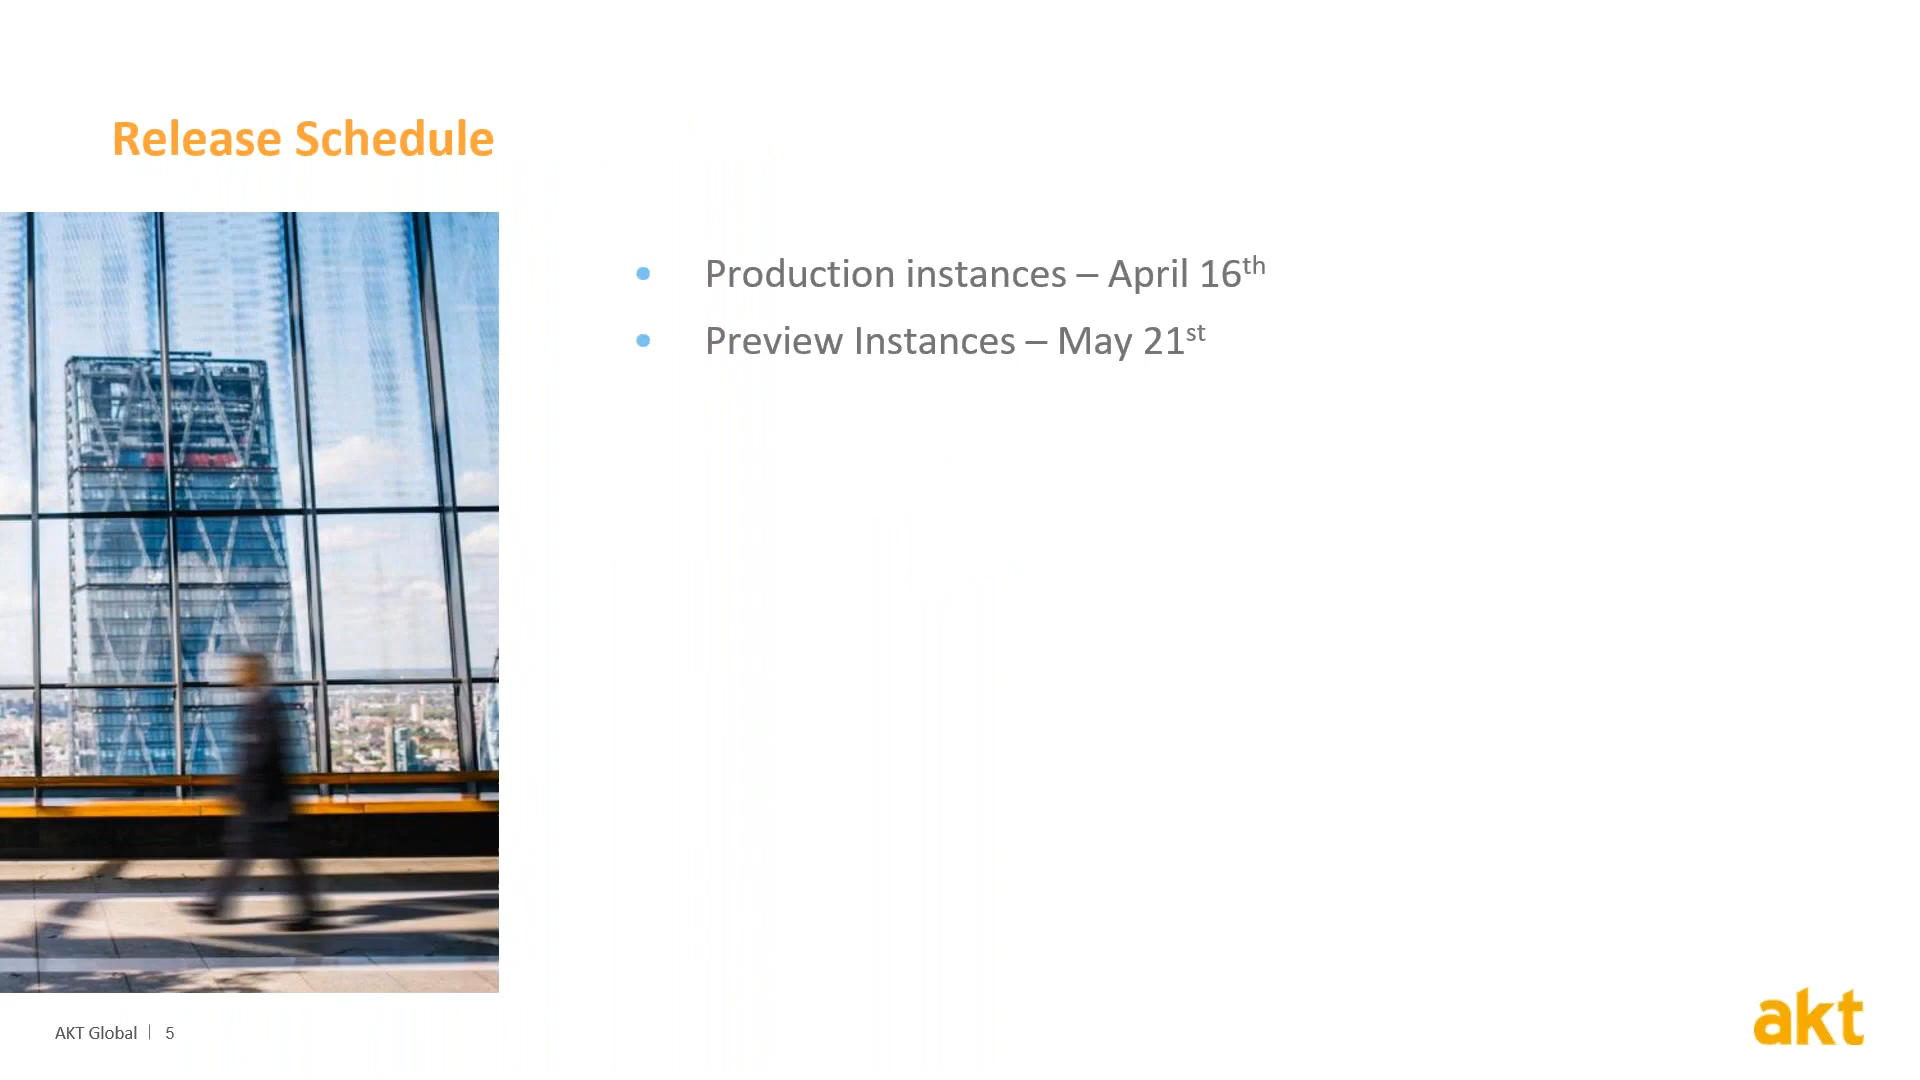 Release Schedule
• Production instances – April 16th
• Preview Instances – May 21st
AKT Global | 5
akt